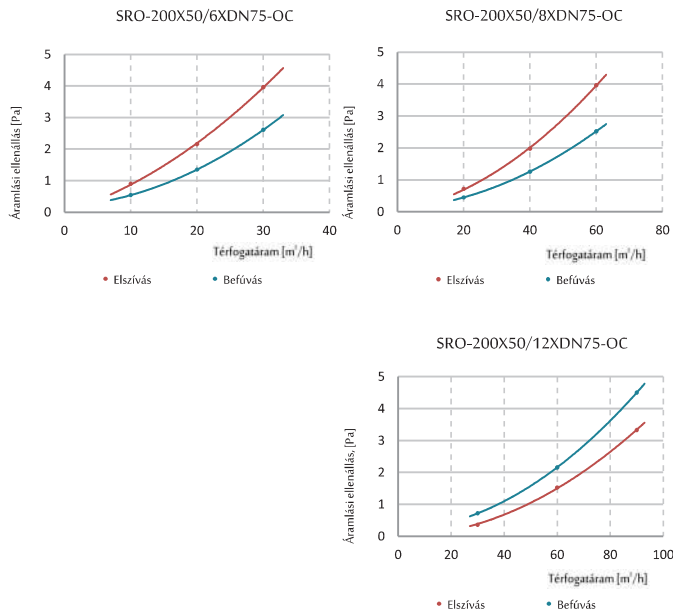 SRO-200X50/6XDN75-OC
Áramlási ellenállás [Pa]
5
4
3
2
1
0
0 10 20 30 40
Térfogatáram [m³/h]
Elszívás Befúvás
SRO-200X50/8XDN75-OC
Áramlási ellenállás [Pa]
5
4
3
2
1
0
0 20 40 60 80
Térfogatáram [m³/h]
Elszívás Befúvás
SRO-200X50/12XDN75-OC
Áramlási ellenállás, [Pa]
5
4
3
2
1
0
0 20 40 60 80 100
Térfogatáram [m³/h]
Elszívás Befúvás